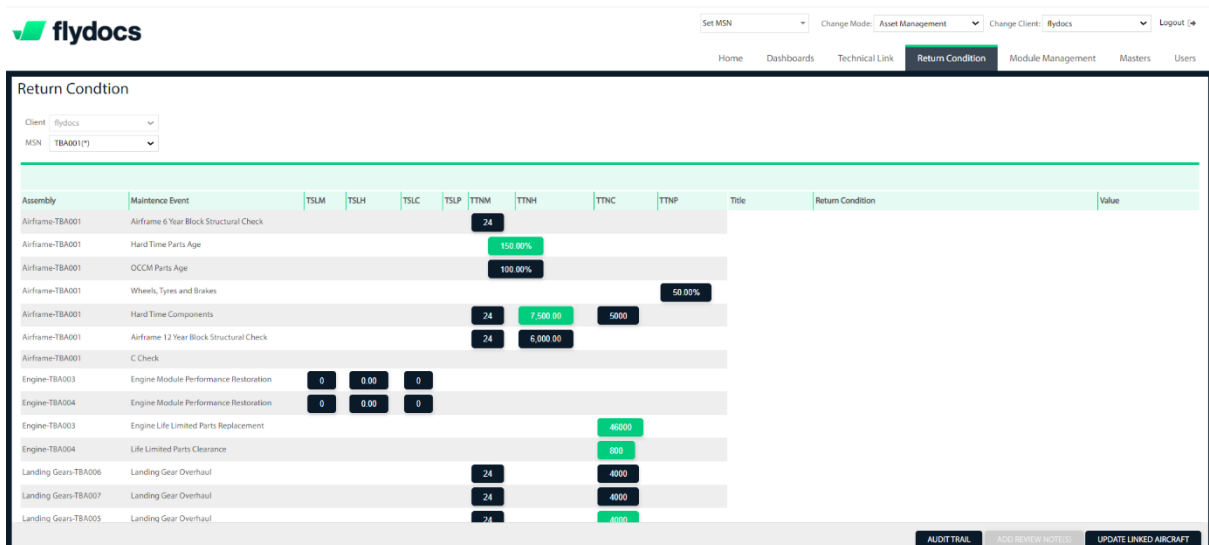 flydocs
Set MSN Change Mode: Asset Management Change Client: flydocs Logout
Home Dashboards Technical Link Return Condition Module Management Masters Users
Return Condtion
Client flydocs
MSN TBA001(*)
Assembly Maintence Event TSLM TSLH TSLC TSLP TTNM TTNH TTNC TTNP Title Return Condition Value
Airframe-TBA001 Airframe 6 Year Block Structural Check 24
Airframe-TBA001 Hard Time Parts Age 150.00%
Airframe-TBA001 OCCM Parts Age 100.00%
Airframe-TBA001 Wheels, Tyres and Brakes 50.00%
Airframe-TBA001 Hard Time Components 24 7,500.00 5000
Airframe-TBA001 Airframe 12 Year Block Structural Check 24 6,000.00
Airframe-TBA001 C Check
Engine-TBA003 Engine Module Performance Restoration 0 0.00 0
Engine-TBA004 Engine Module Performance Restoration 0 0.00 0
Engine-TBA003 Engine Life Limited Parts Replacement 46000
Engine-TBA004 Life Limited Parts Clearance 800
Landing Gears-TBA006 Landing Gear Overhaul 24 4000
Landing Gears-TBA007 Landing Gear Overhaul 24 4000
Landing Gears-TBA005 Landing Gear Overhaul 24 4000
AUDIT TRAIL ADD REVIEW NOTE(S) UPDATE LINKED AIRCRAFT